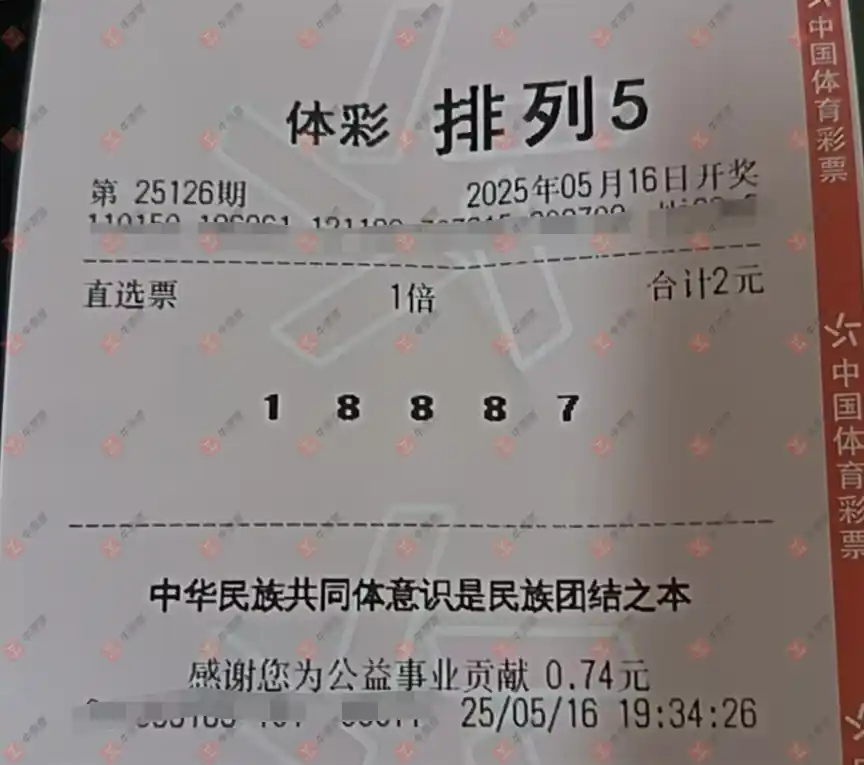 体彩 排列5
第 25126期 2025年05月16日开奖
直选票 1倍 合计2元
1 8 8 8 7
中华民族共同体意识是民族团结之本
感谢您为公益事业贡献 0.74元
25/05/16 19:34:26
中国体育彩票
中国体育彩票